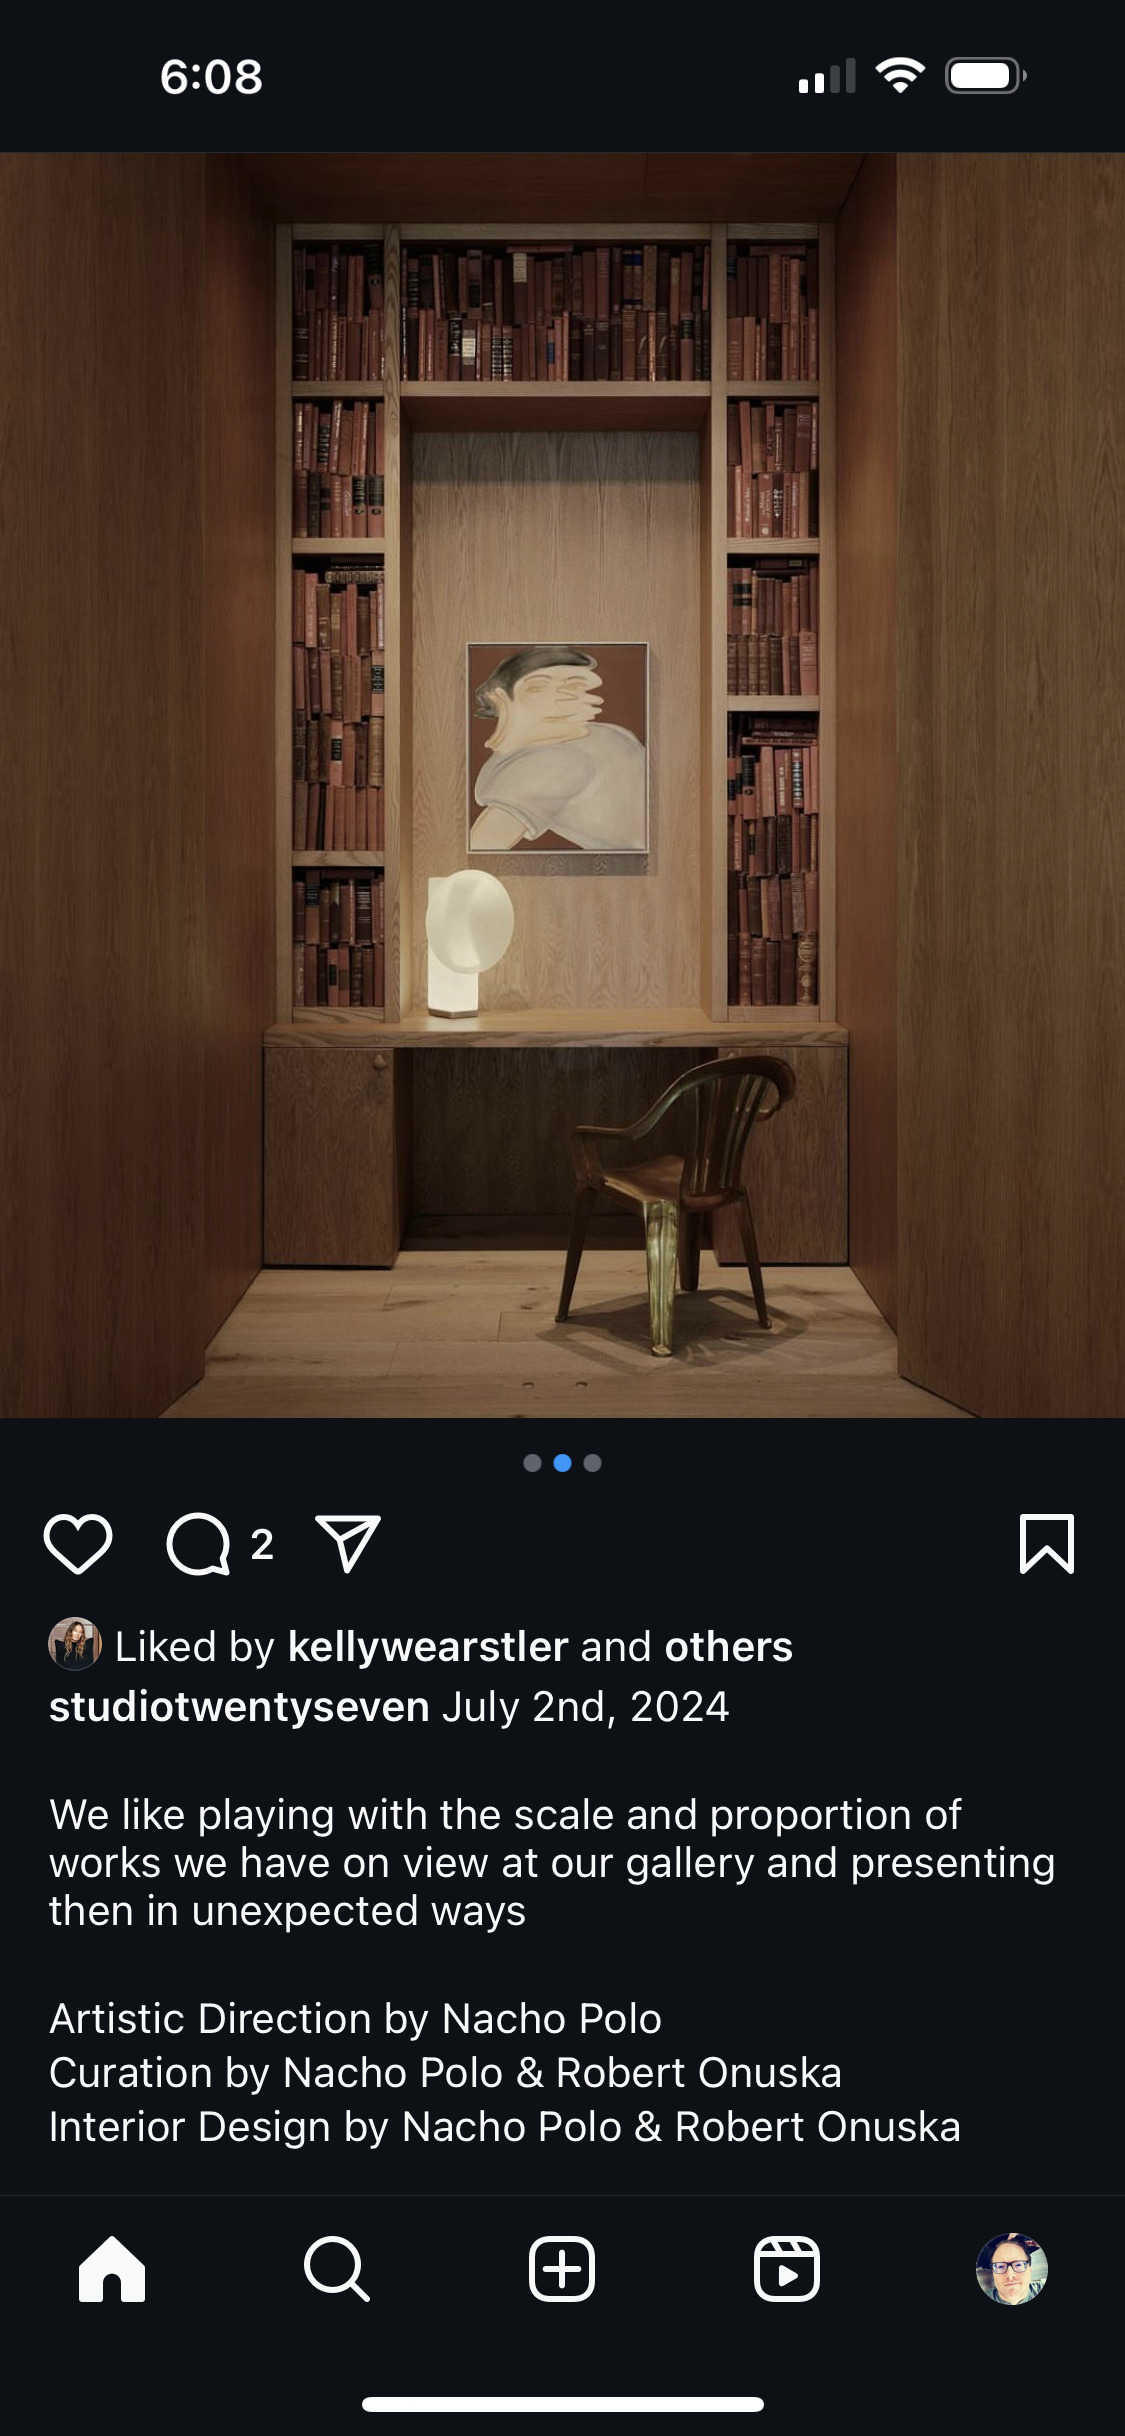 6:08
2
Liked by kellywearstler and others
studiotwentyseven July 2nd, 2024
We like playing with the scale and proportion of
works we have on view at our gallery and presenting
then in unexpected ways
Artistic Direction by Nacho Polo
Curation by Nacho Polo & Robert Onuska
Interior Design by Nacho Polo & Robert Onuska